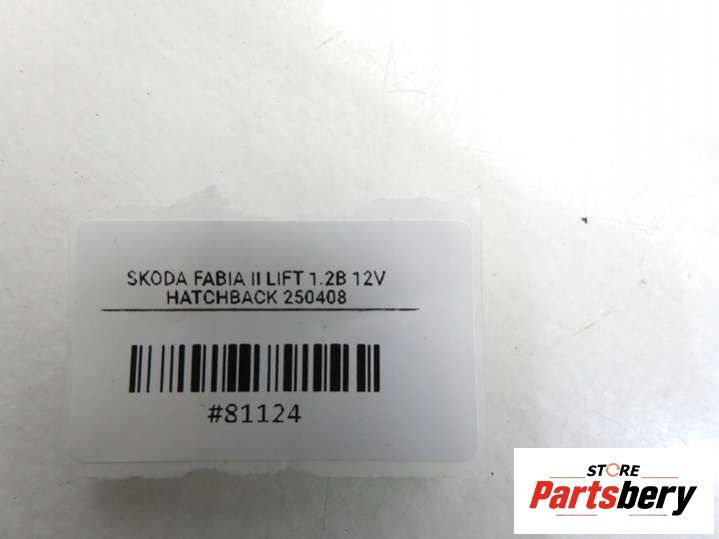 SKODA FABIA II LIFT 1.2B 12V
HATCHBACK 250408
#81124
STORE
Partsbery